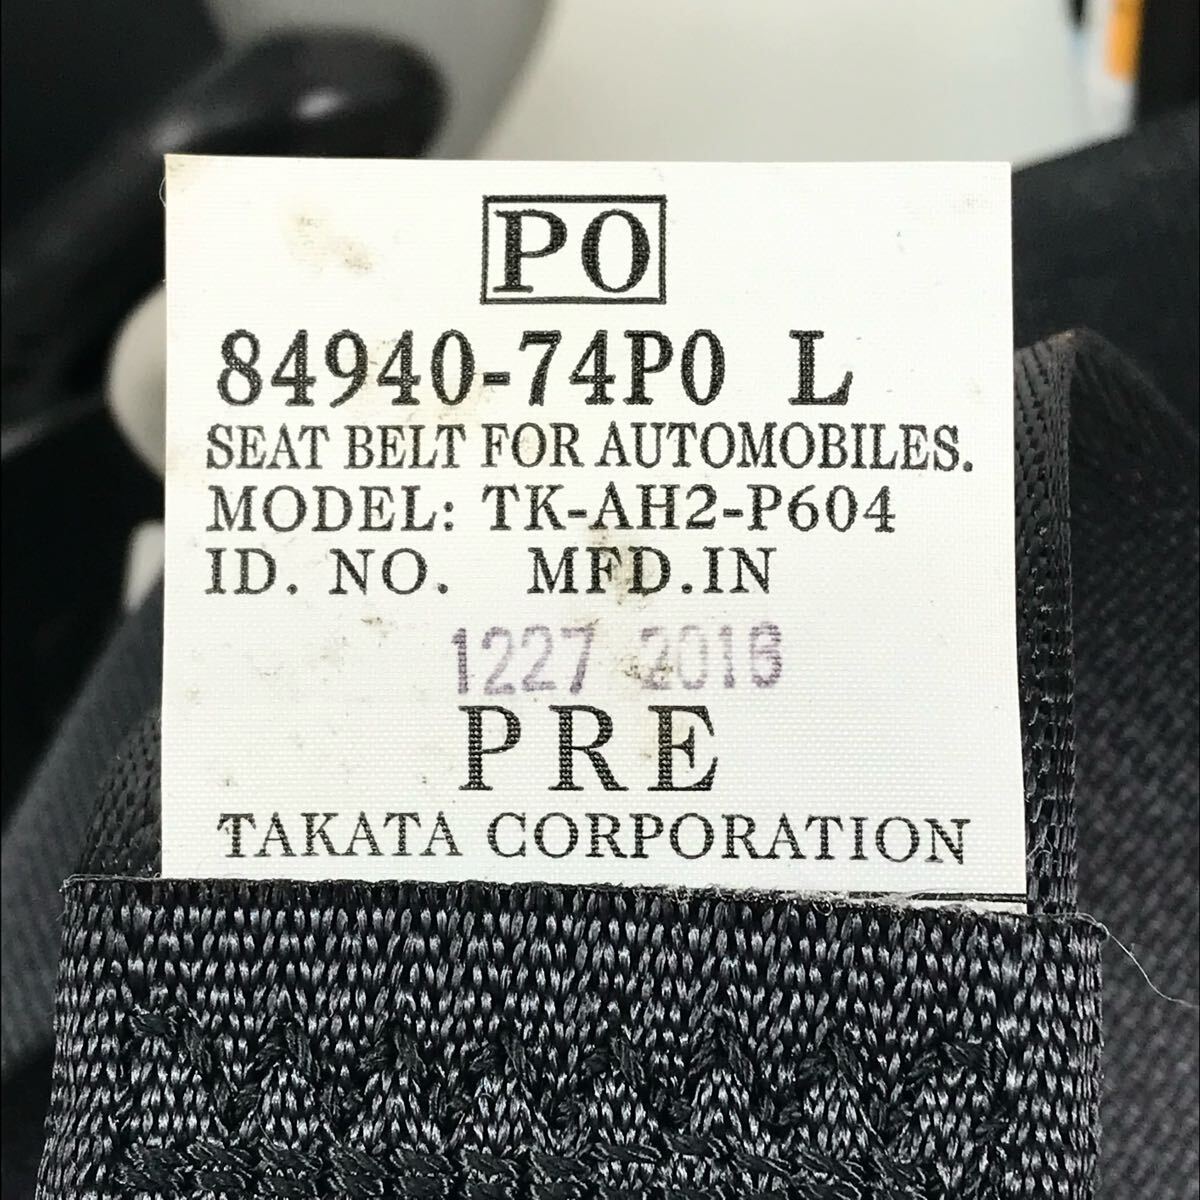 PO
84940-74P0 L
SEAT BELT FOR AUTOMOBILES.
MODEL: TK-AH2-P604
ID. NO. MFD.IN
1227 2016
PRE
TAKATA CORPORATION